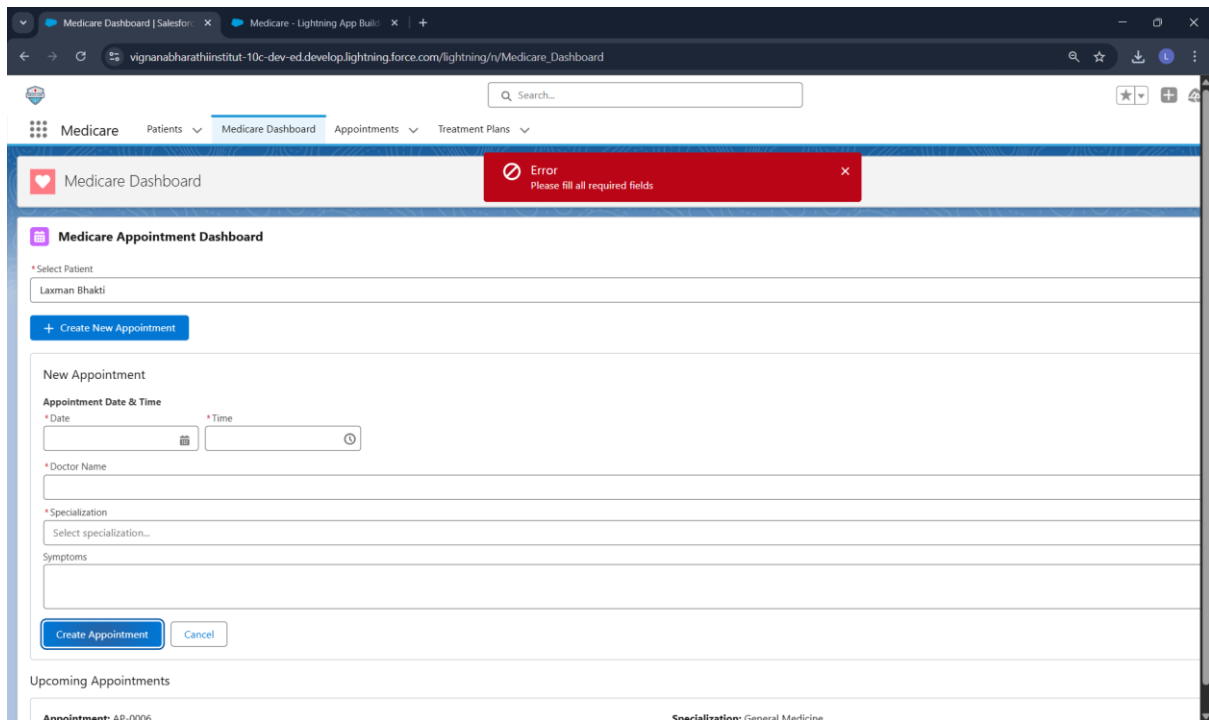 Medicare Dashboard | Salesforc
Medicare - Lightning App Build
vignanabharathiinstitut-10c-dev-ed.develop.lightning.force.com/lightning/n/Medicare_Dashboard
L
Search...
Medicare Patients Medicare Dashboard Appointments Treatment Plans
Medicare Dashboard
Error
Please fill all required fields
Medicare Appointment Dashboard
*Select Patient
Laxman Bhakti
+ Create New Appointment
New Appointment
Appointment Date & Time
*Date *Time
*Doctor Name
*Specialization
Select specialization...
Symptoms
Create Appointment Cancel
Upcoming Appointments
Appointment: AP-0006 Specialization: General Medicine